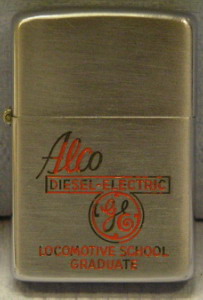 Alco
DIESEL-ELECTRIC
GE
LOCOMOTIVE SCHOOL
GRADUATE